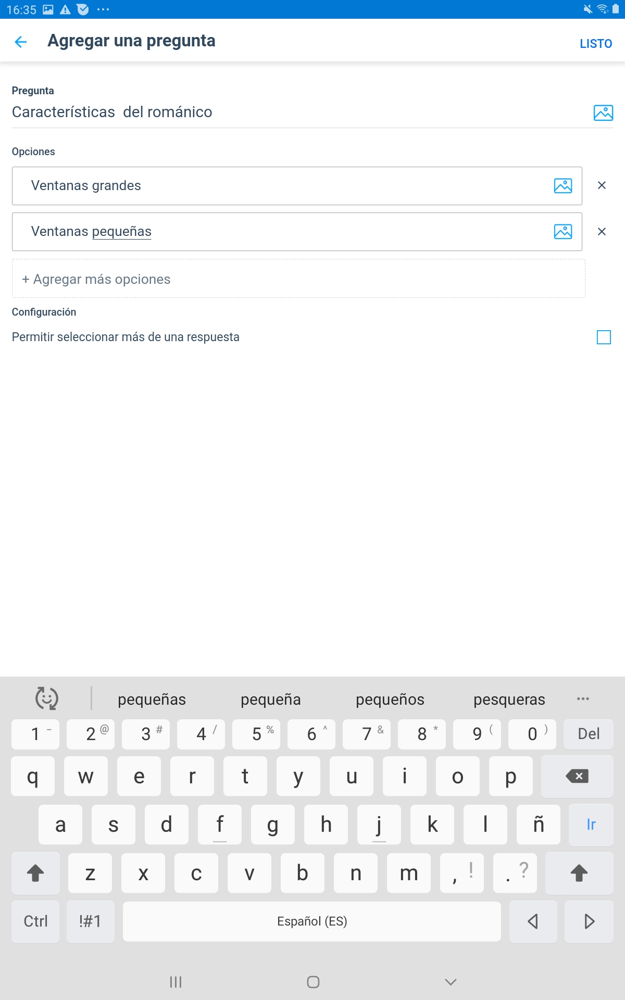 16:35
Agregar una pregunta
LISTO
Pregunta
Características  del románico
Opciones
Ventanas grandes
Ventanas pequeñas
+ Agregar más opciones
Configuración
Permitir seleccionar más de una respuesta
pequeñas pequeña pequeños pesqueras
1 - 2 @ 3 # 4 / 5 % 6 ^ 7 & 8 * 9 ( 0 ) Del
q w e r t y u i o p
a s d f g h j k l ñ Ir
z x c v b n m , ! . ?
Ctrl !#1 Español (ES)